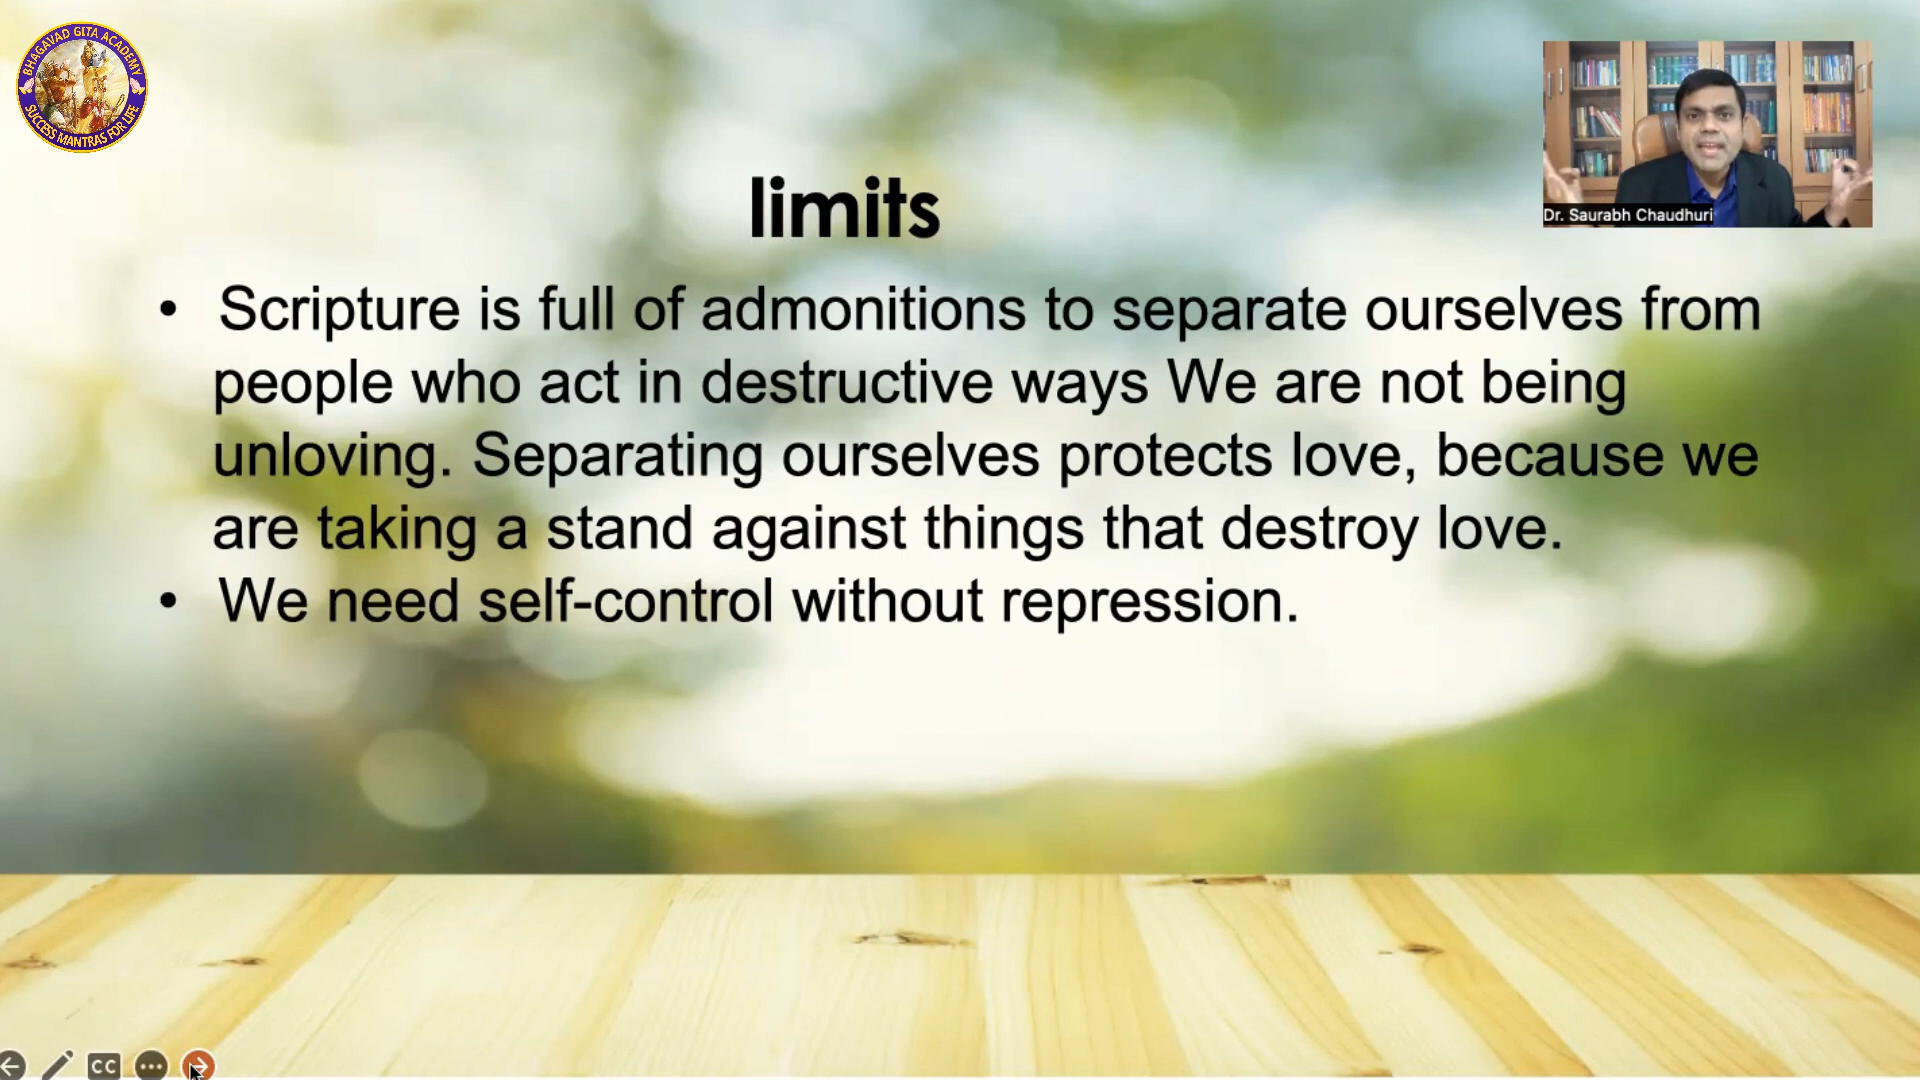 BHAGAVAD GITA ACADEMY
SUCCESS MANTRAS FOR LIFE
Dr. Saurabh Chaudhuri
limits
• Scripture is full of admonitions to separate ourselves from
people who act in destructive ways We are not being
unloving. Separating ourselves protects love, because we
are taking a stand against things that destroy love.
• We need self-control without repression.
CC